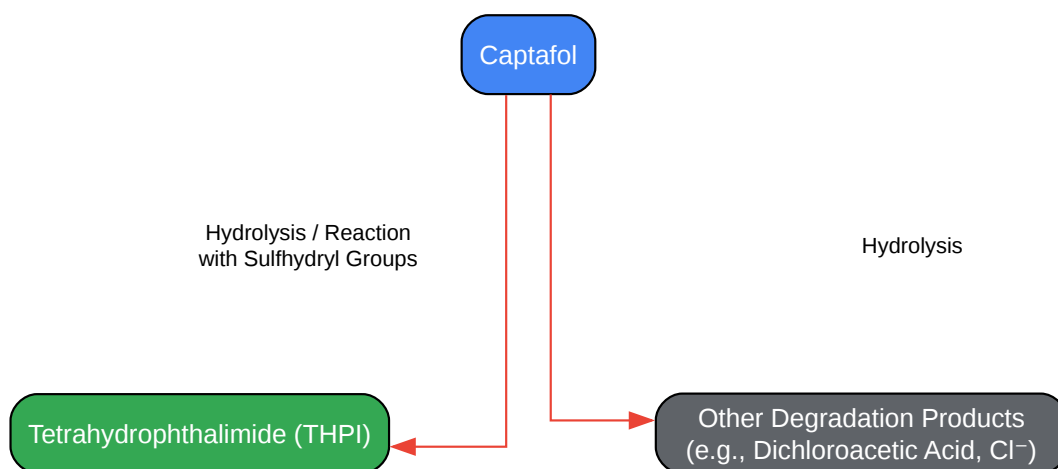 Captafol
Hydrolysis / Reaction
with Sulfhydryl Groups
Hydrolysis
Tetrahydrophthalimide (THPI)
Other Degradation Products
(e.g., Dichloroacetic Acid, Cl⁻)